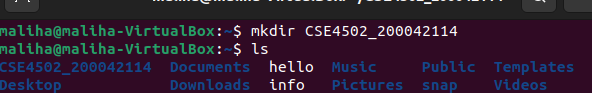 maliha@maliha-VirtualBox:~$ mkdir CSE4502_200042114
maliha@maliha-VirtualBox:~$ ls
CSE4502_200042114 Documents hello Music Public Templates
Desktop Downloads info Pictures snap Videos